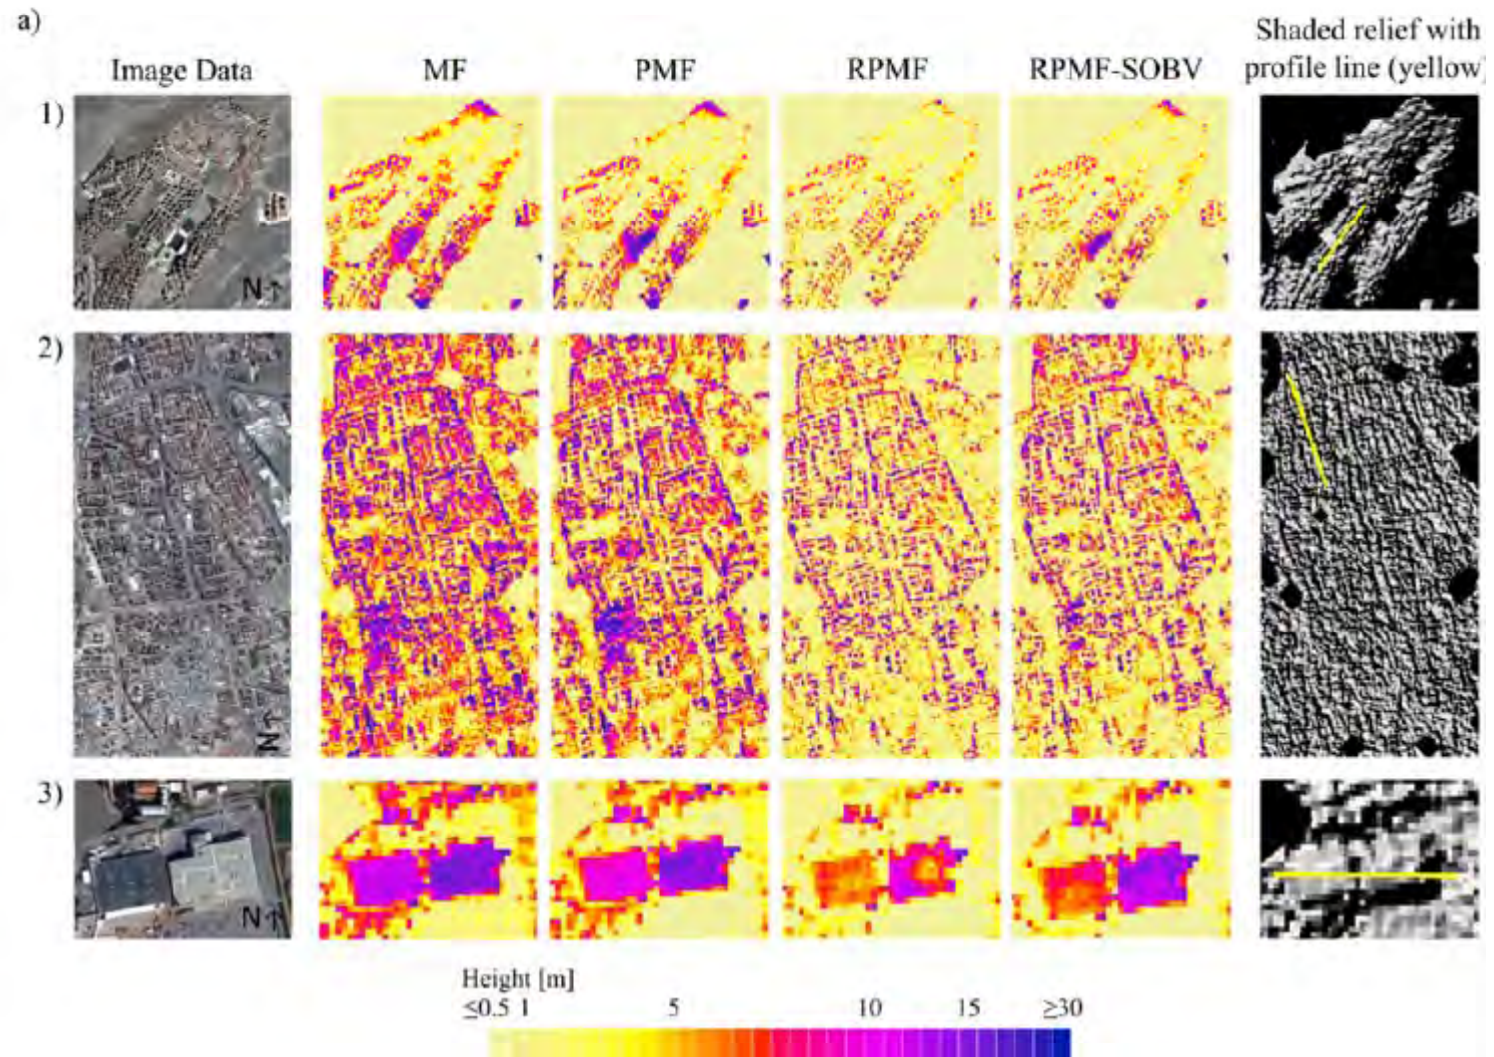 a)
Shaded relief with
Image Data MF PMF RPMF RPMF-SOBV profile line (yellow)
1)
N↑
2)
N↑
3)
N↑
Height [m]
≤0.5 1 5 10 15 ≥30